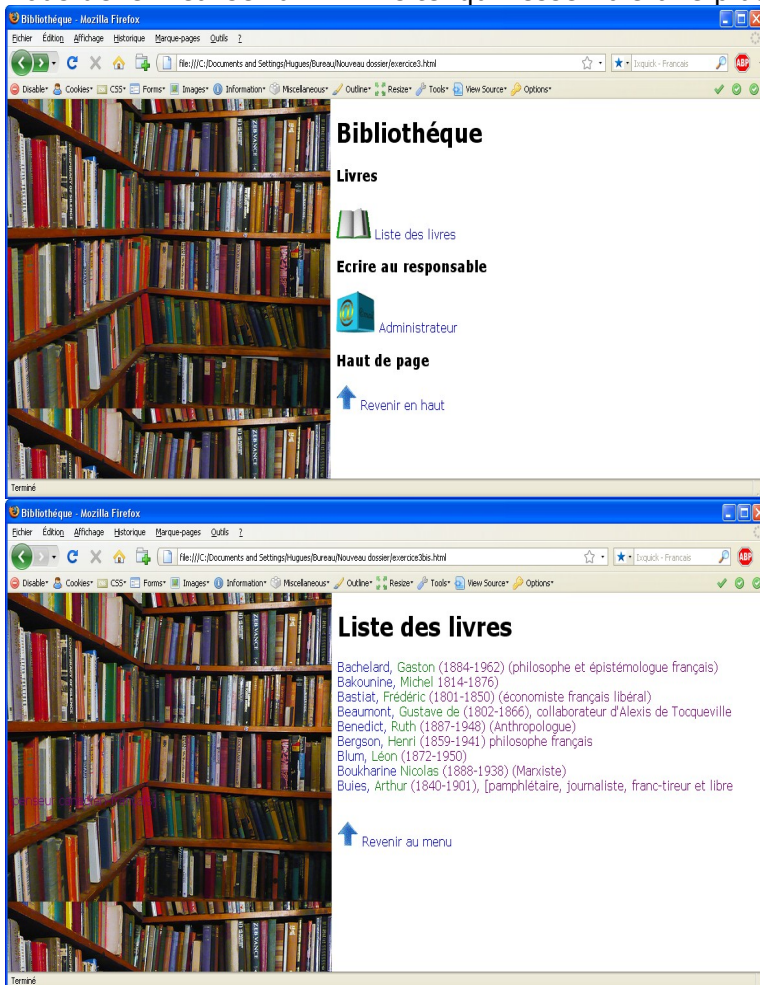 Bibliothéque - Mozilla Firefox
Fichier Édition Affichage Historique Marque-pages Outils ?
file:///C:/Documents and Settings/Hugues/Bureau/Nouveau dossier/exercice3.html Ixquick - Francais ABP
Disable Cookies CSS Forms Images Information Miscellaneous Outline Resize Tools View Source Options
Bibliothéque
Livres
Liste des livres
Ecrire au responsable
Administrateur
Haut de page
Revenir en haut
Terminé
Bibliothéque - Mozilla Firefox
Fichier Édition Affichage Historique Marque-pages Outils ?
file:///C:/Documents and Settings/Hugues/Bureau/Nouveau dossier/exercice3bis.html Ixquick - Francais ABP
Disable Cookies CSS Forms Images Information Miscellaneous Outline Resize Tools View Source Options
Liste des livres
Bachelard, Gaston (1884-1962) (philosophe et épistémologue français)
Bakounine, Michel 1814-1876)
Bastiat, Frédéric (1801-1850) (économiste français libéral)
Beaumont, Gustave de (1802-1866), collaborateur d'Alexis de Tocqueville
Benedict, Ruth (1887-1948) (Anthropologue)
Bergson, Henri (1859-1941) philosophe français
Blum, Léon (1872-1950)
Boukharine Nicolas (1888-1938) (Marxiste)
Buies, Arthur (1840-1901), [pamphlétaire, journaliste, franc-tireur et libre
penseur
Revenir au menu
Terminé